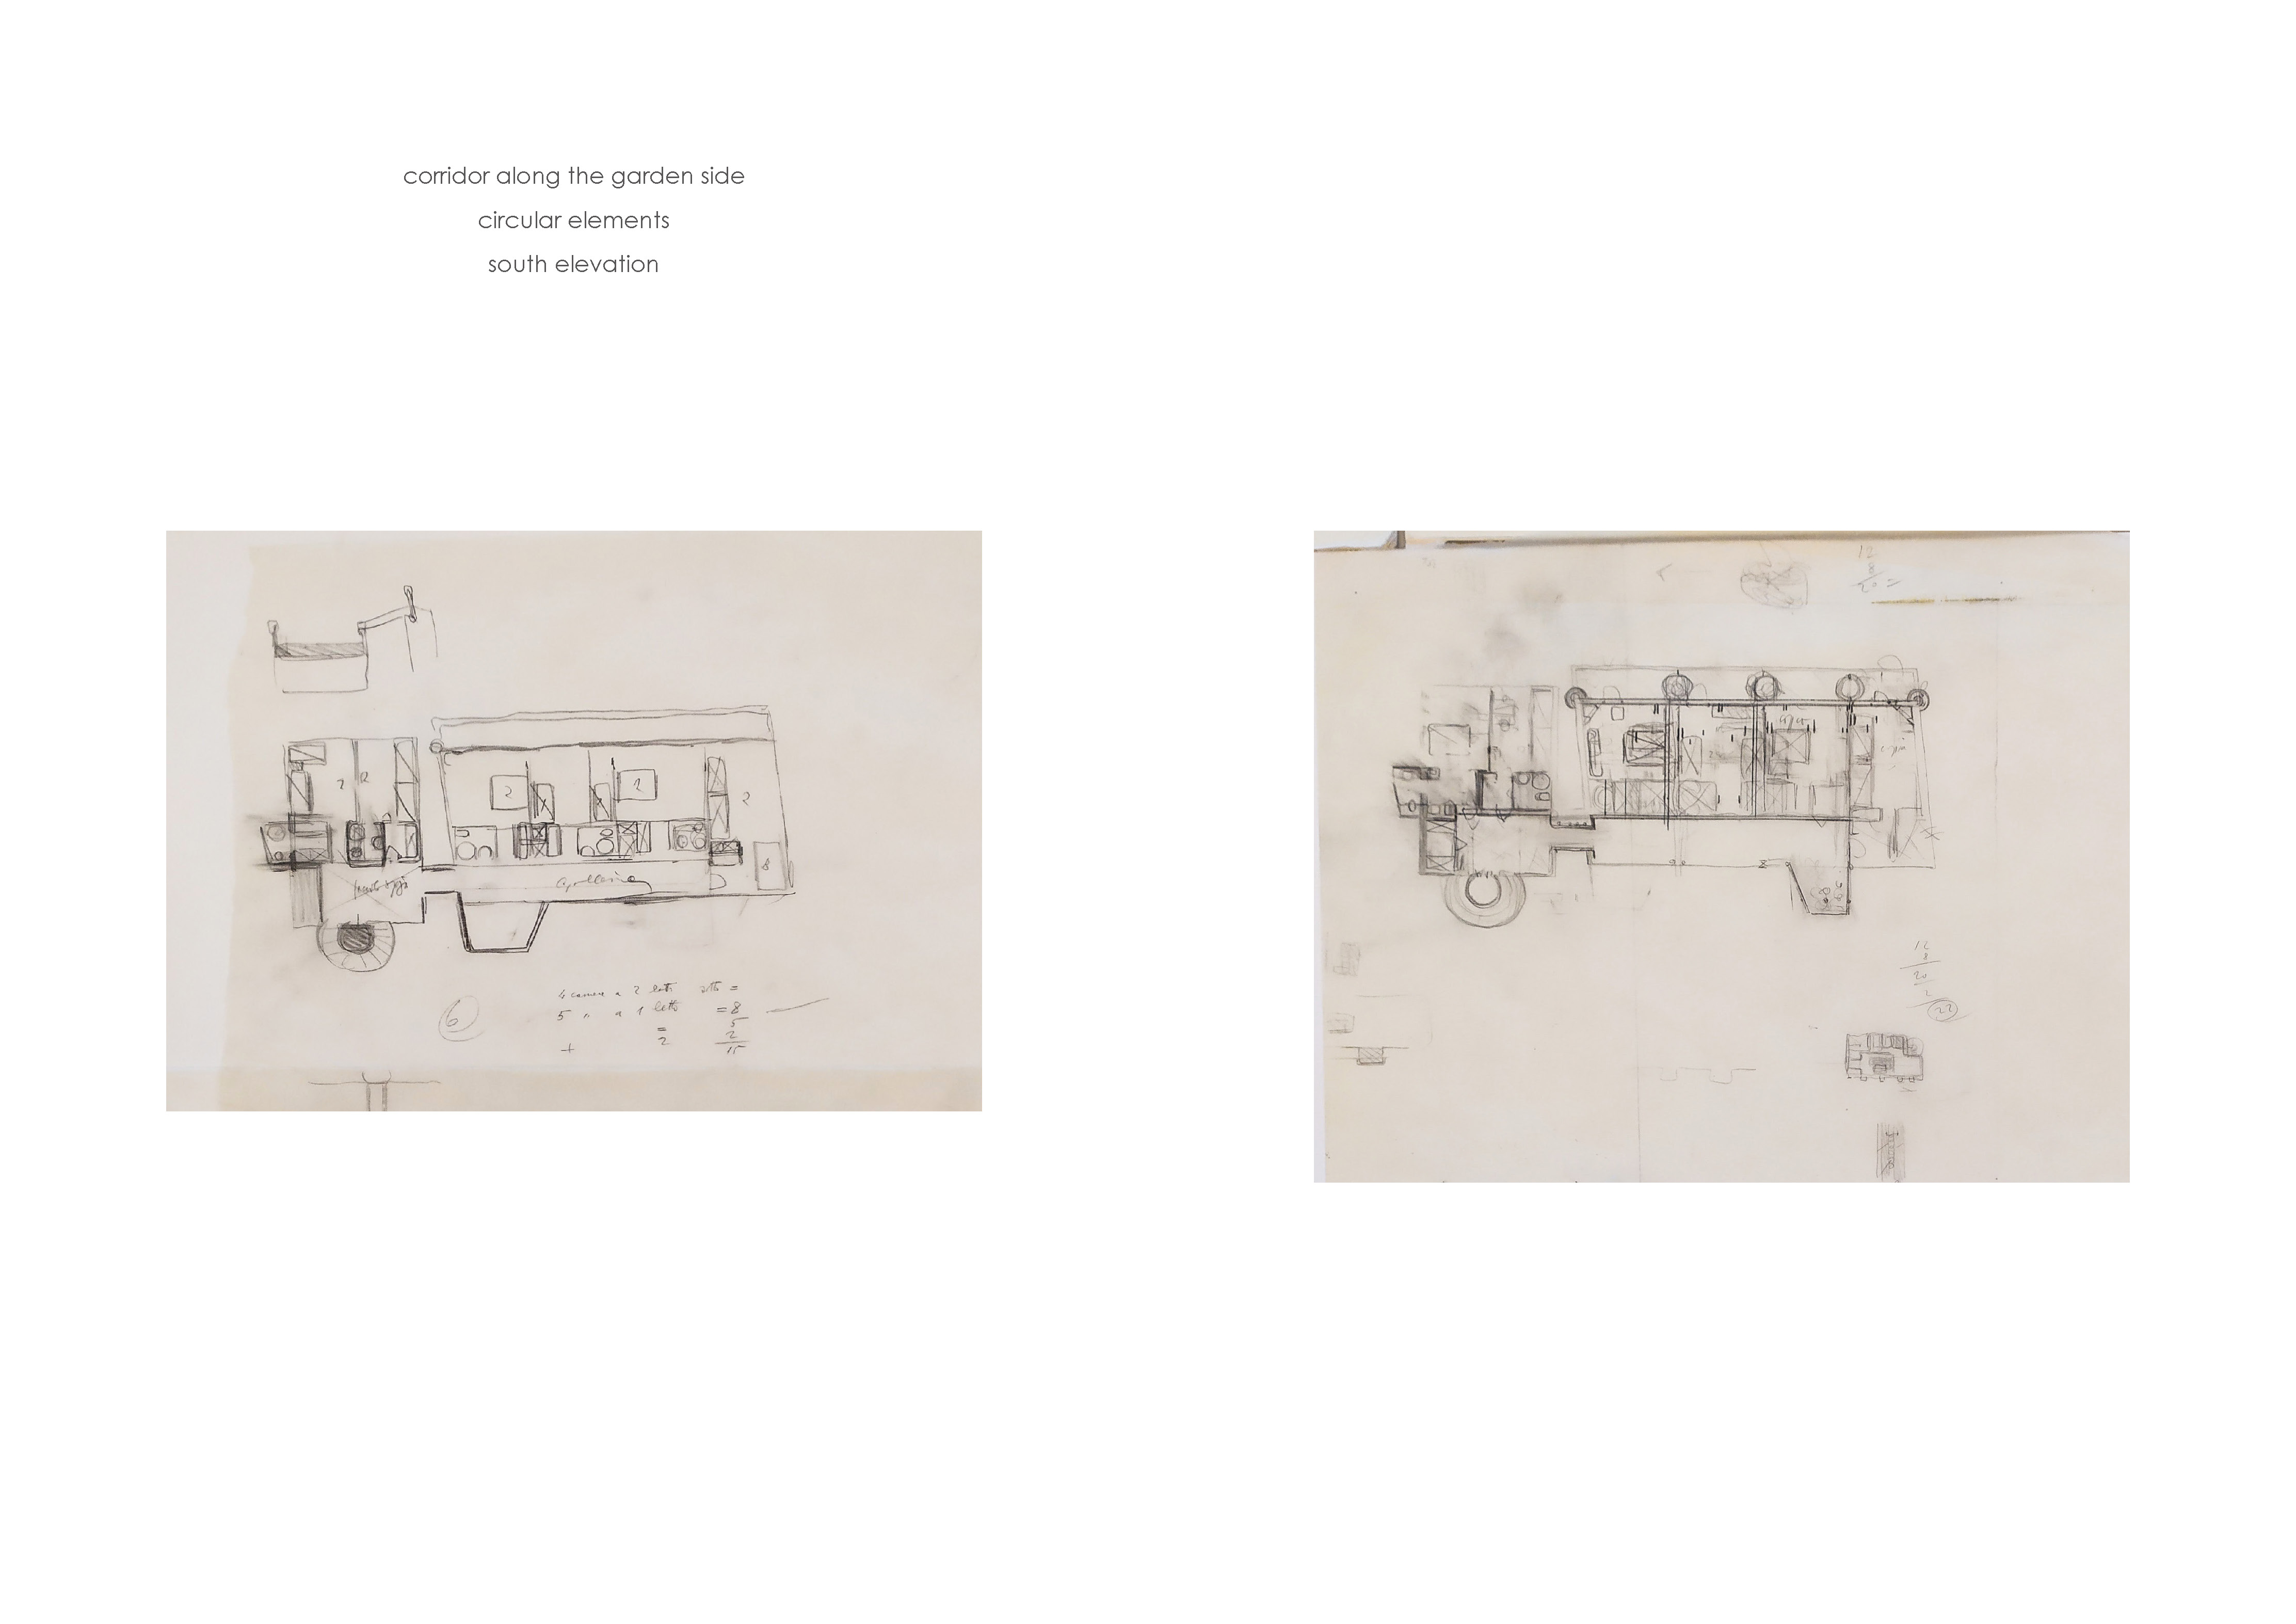 corridor along the garden side
circular elements
south elevation
2 2
2 2 2
8
6
4 camere a 2 letti sotto =
5 " a 1 letto = 8
= 5
+ 2 2
15
12
8
20 =
12
8
20
2
22